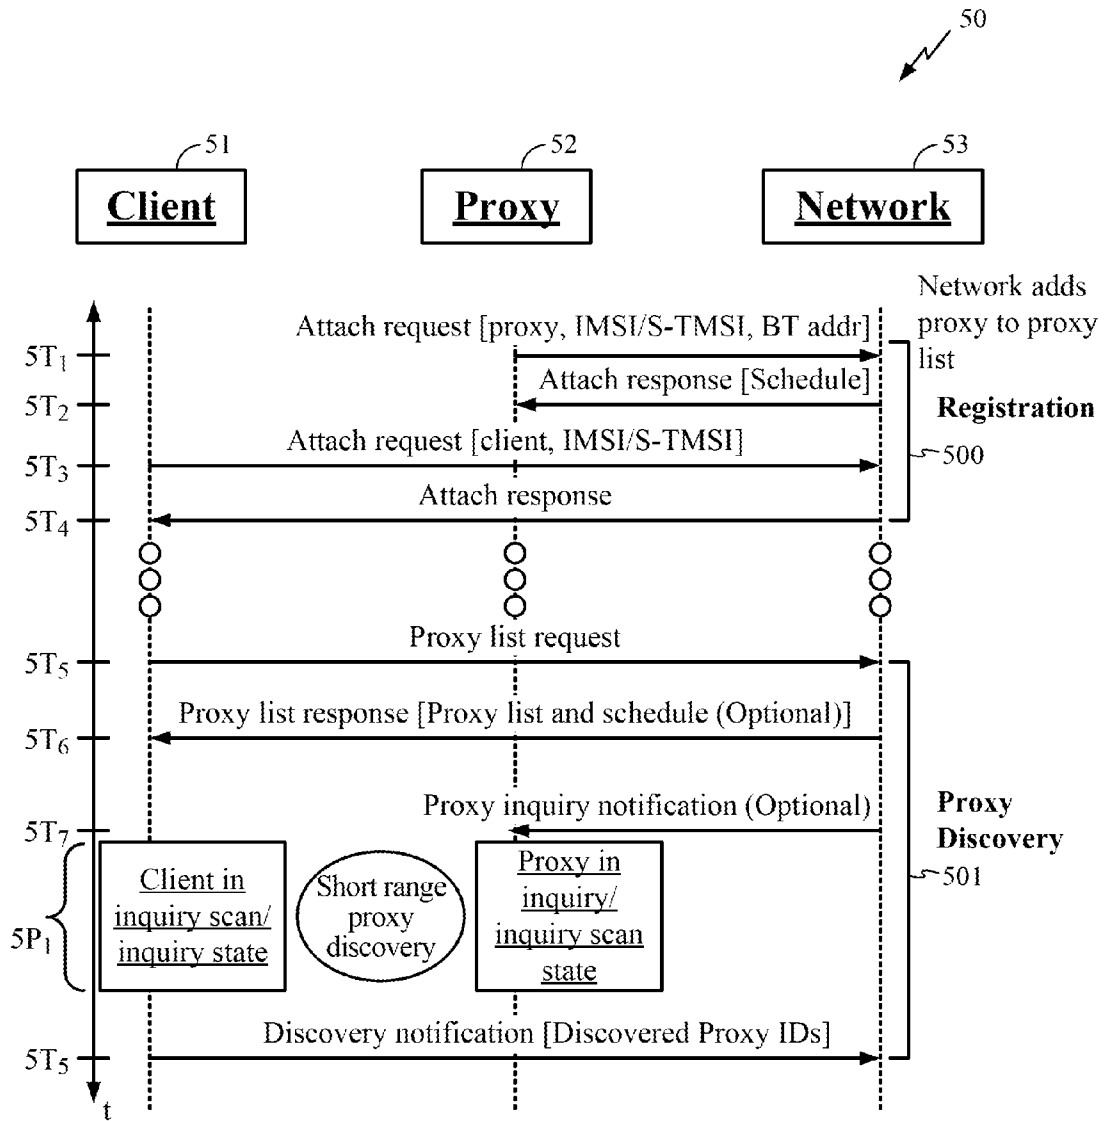 50
51
52
53
Client
Proxy
Network
Network adds
proxy to proxy
list
Attach request [proxy, IMSI/S-TMSI, BT addr]
5T1
Attach response [Schedule]
5T2
Registration
Attach request [client, IMSI/S-TMSI]
5T3
500
Attach response
5T4
Proxy list request
5T5
Proxy list response [Proxy list and schedule (Optional)]
5T6
Proxy inquiry notification (Optional)
5T7
Proxy
Discovery
501
5P1
Client in
inquiry scan/
inquiry state
Short range
proxy
discovery
Proxy in
inquiry/
inquiry scan
state
Discovery notification [Discovered Proxy IDs]
5T5
t